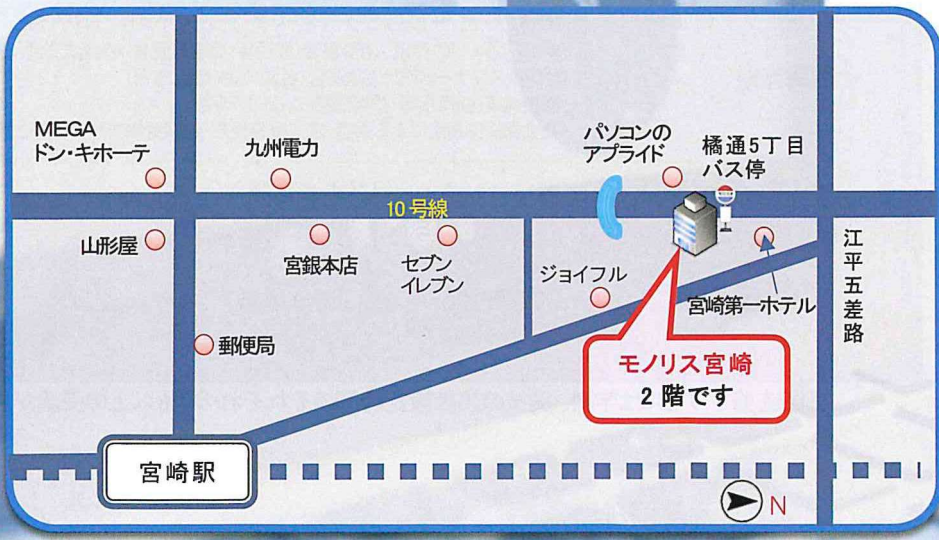 MEGA
ドン・キホーテ
九州電力
パソコンの
アプライド
橘通5丁目
バス停
10号線
山形屋
宮銀本店
セブン
イレブン
ジョイフル
宮崎第一ホテル
江平五差路
郵便局
モノリス宮崎
2階です
宮崎駅
N